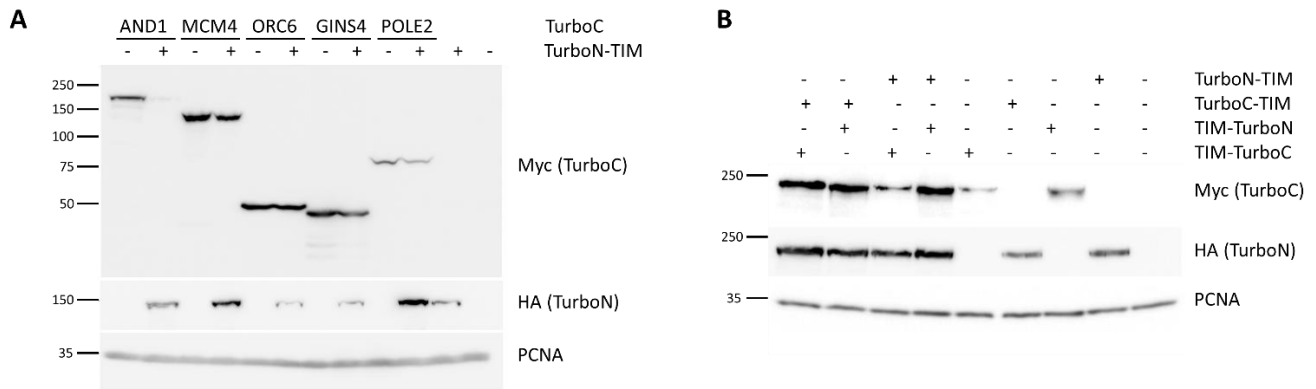 A
AND1 MCM4 ORC6 GINS4 POLE2 TurboC
- + - + - + - + - + + - TurboN-TIM
250
150
100
75
50
Myc (TurboC)
150 HA (TurboN)
35 PCNA
B
- - + + - - - + - TurboN-TIM
+ + - - - + - - - TurboC-TIM
- + - + - - + - - TIM-TurboN
+ - + - + - - - - TIM-TurboC
250 Myc (TurboC)
250 HA (TurboN)
35 PCNA